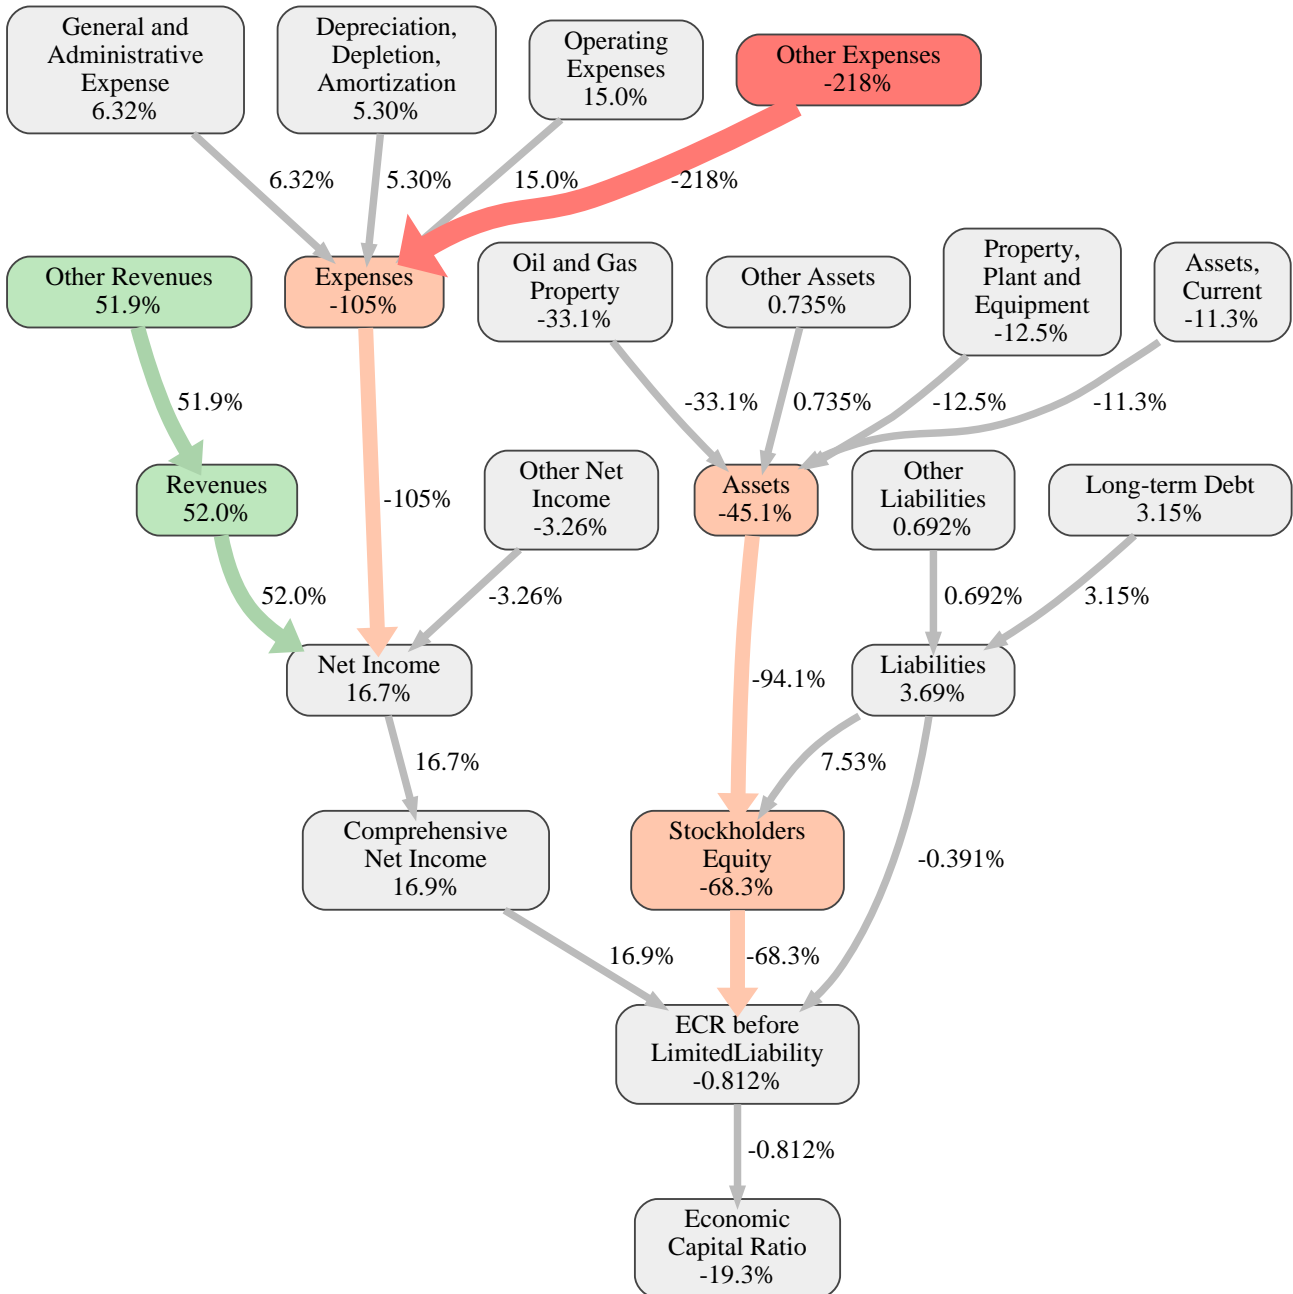 General and
Administrative
Expense
6.32%
Depreciation,
Depletion,
Amortization
5.30%
Operating
Expenses
15.0%
Other Expenses
-218%
6.32%
5.30%
15.0%
-218%
Other Revenues
51.9%
Expenses
-105%
Oil and Gas
Property
-33.1%
Other Assets
0.735%
Property,
Plant and
Equipment
-12.5%
Assets,
Current
-11.3%
51.9%
-33.1%
0.735%
-12.5%
-11.3%
Revenues
52.0%
-105%
Other Net
Income
-3.26%
Assets
-45.1%
Other
Liabilities
0.692%
Long-term Debt
3.15%
52.0%
-3.26%
0.692%
3.15%
Net Income
16.7%
-94.1%
Liabilities
3.69%
16.7%
7.53%
Comprehensive
Net Income
16.9%
Stockholders
Equity
-68.3%
-0.391%
16.9%
-68.3%
ECR before
LimitedLiability
-0.812%
-0.812%
Economic
Capital Ratio
-19.3%